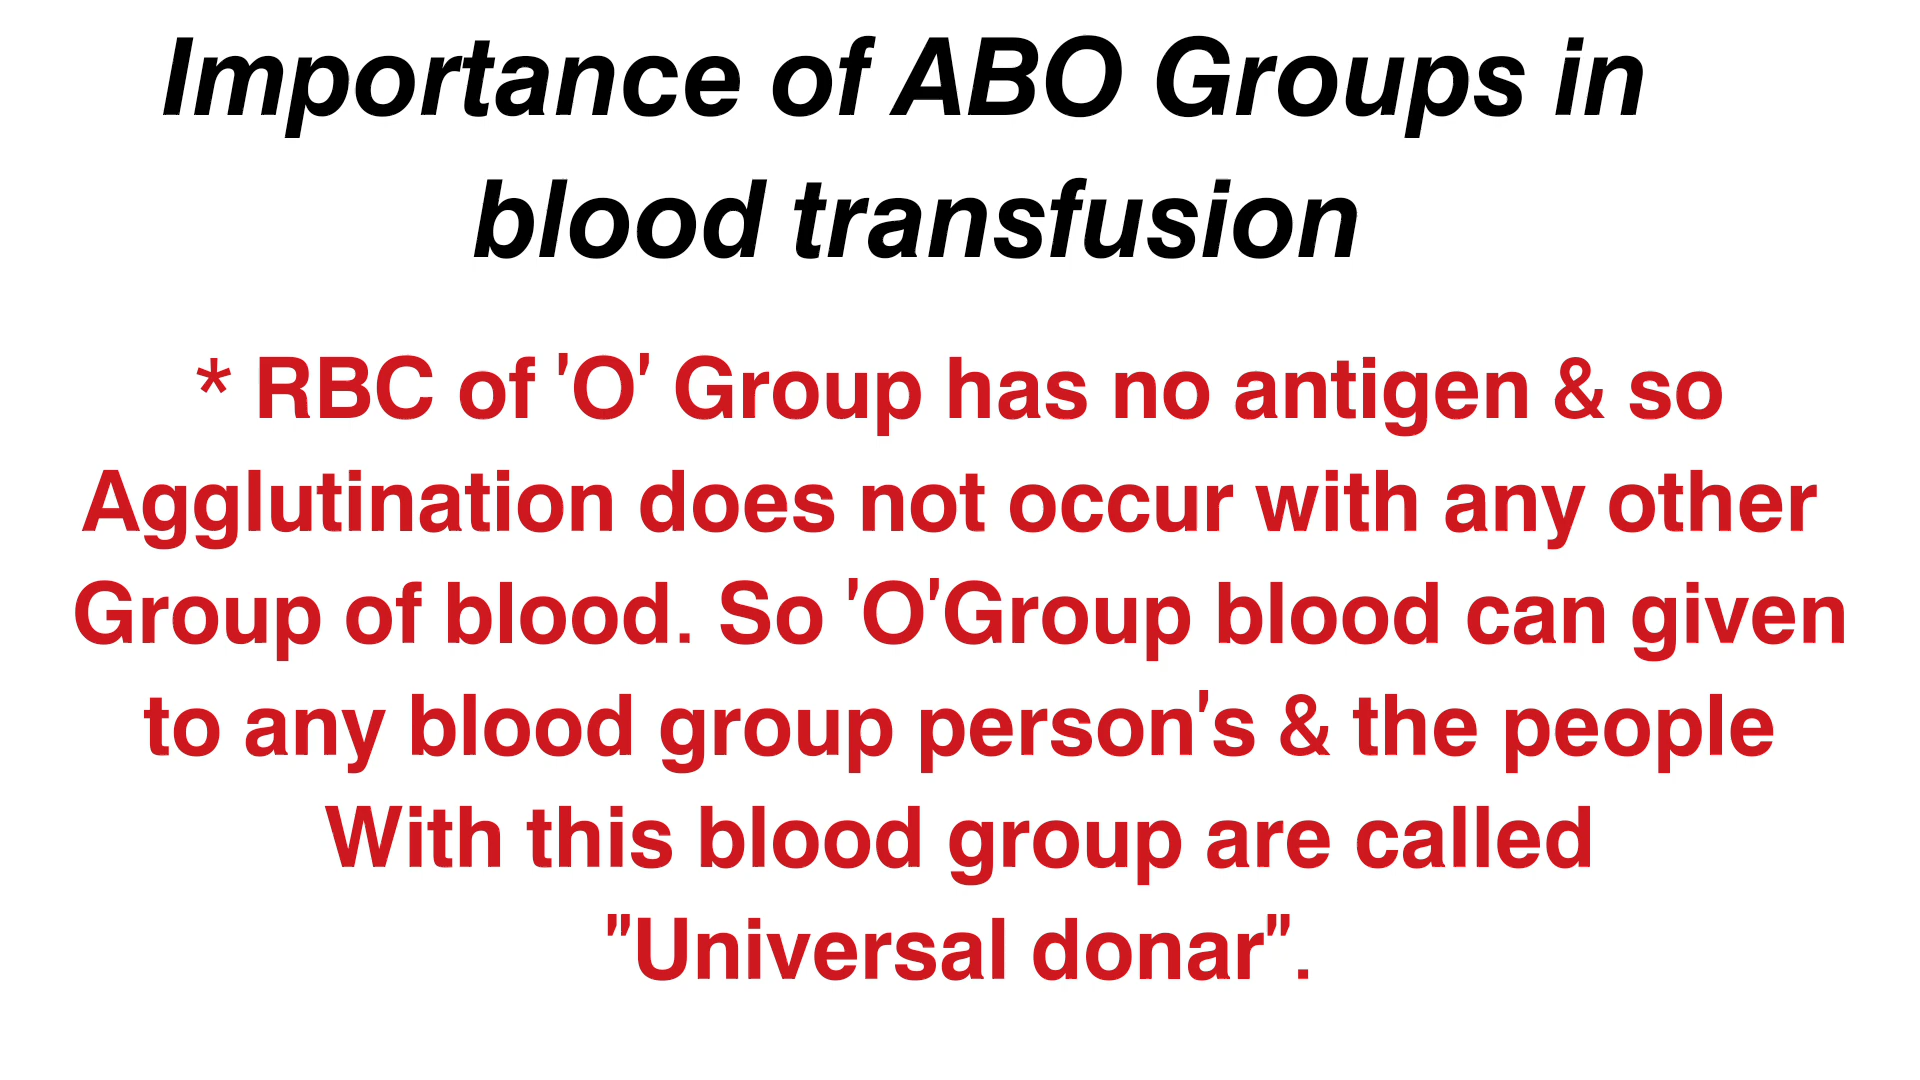 Importance of ABO Groups in
blood transfusion
* RBC of 'O' Group has no antigen & so
Agglutination does not occur with any other
Group of blood. So 'O'Group blood can given
to any blood group person's & the people
With this blood group are called
"Universal donar".